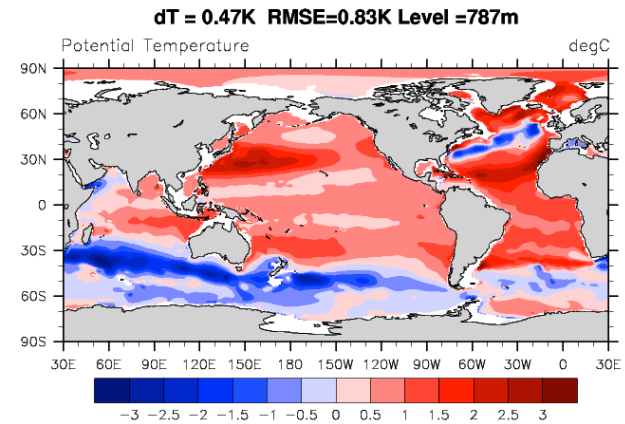 dT = 0.47K  RMSE=0.83K Level =787m
Potential Temperature degC
90N
60N
30N
0
30S
60S
90S
30E 60E 90E 120E 150E 180 150W 120W 90W 60W 30W 0 30E
-3 -2.5 -2 -1.5 -1 -0.5 0 0.5 1 1.5 2 2.5 3